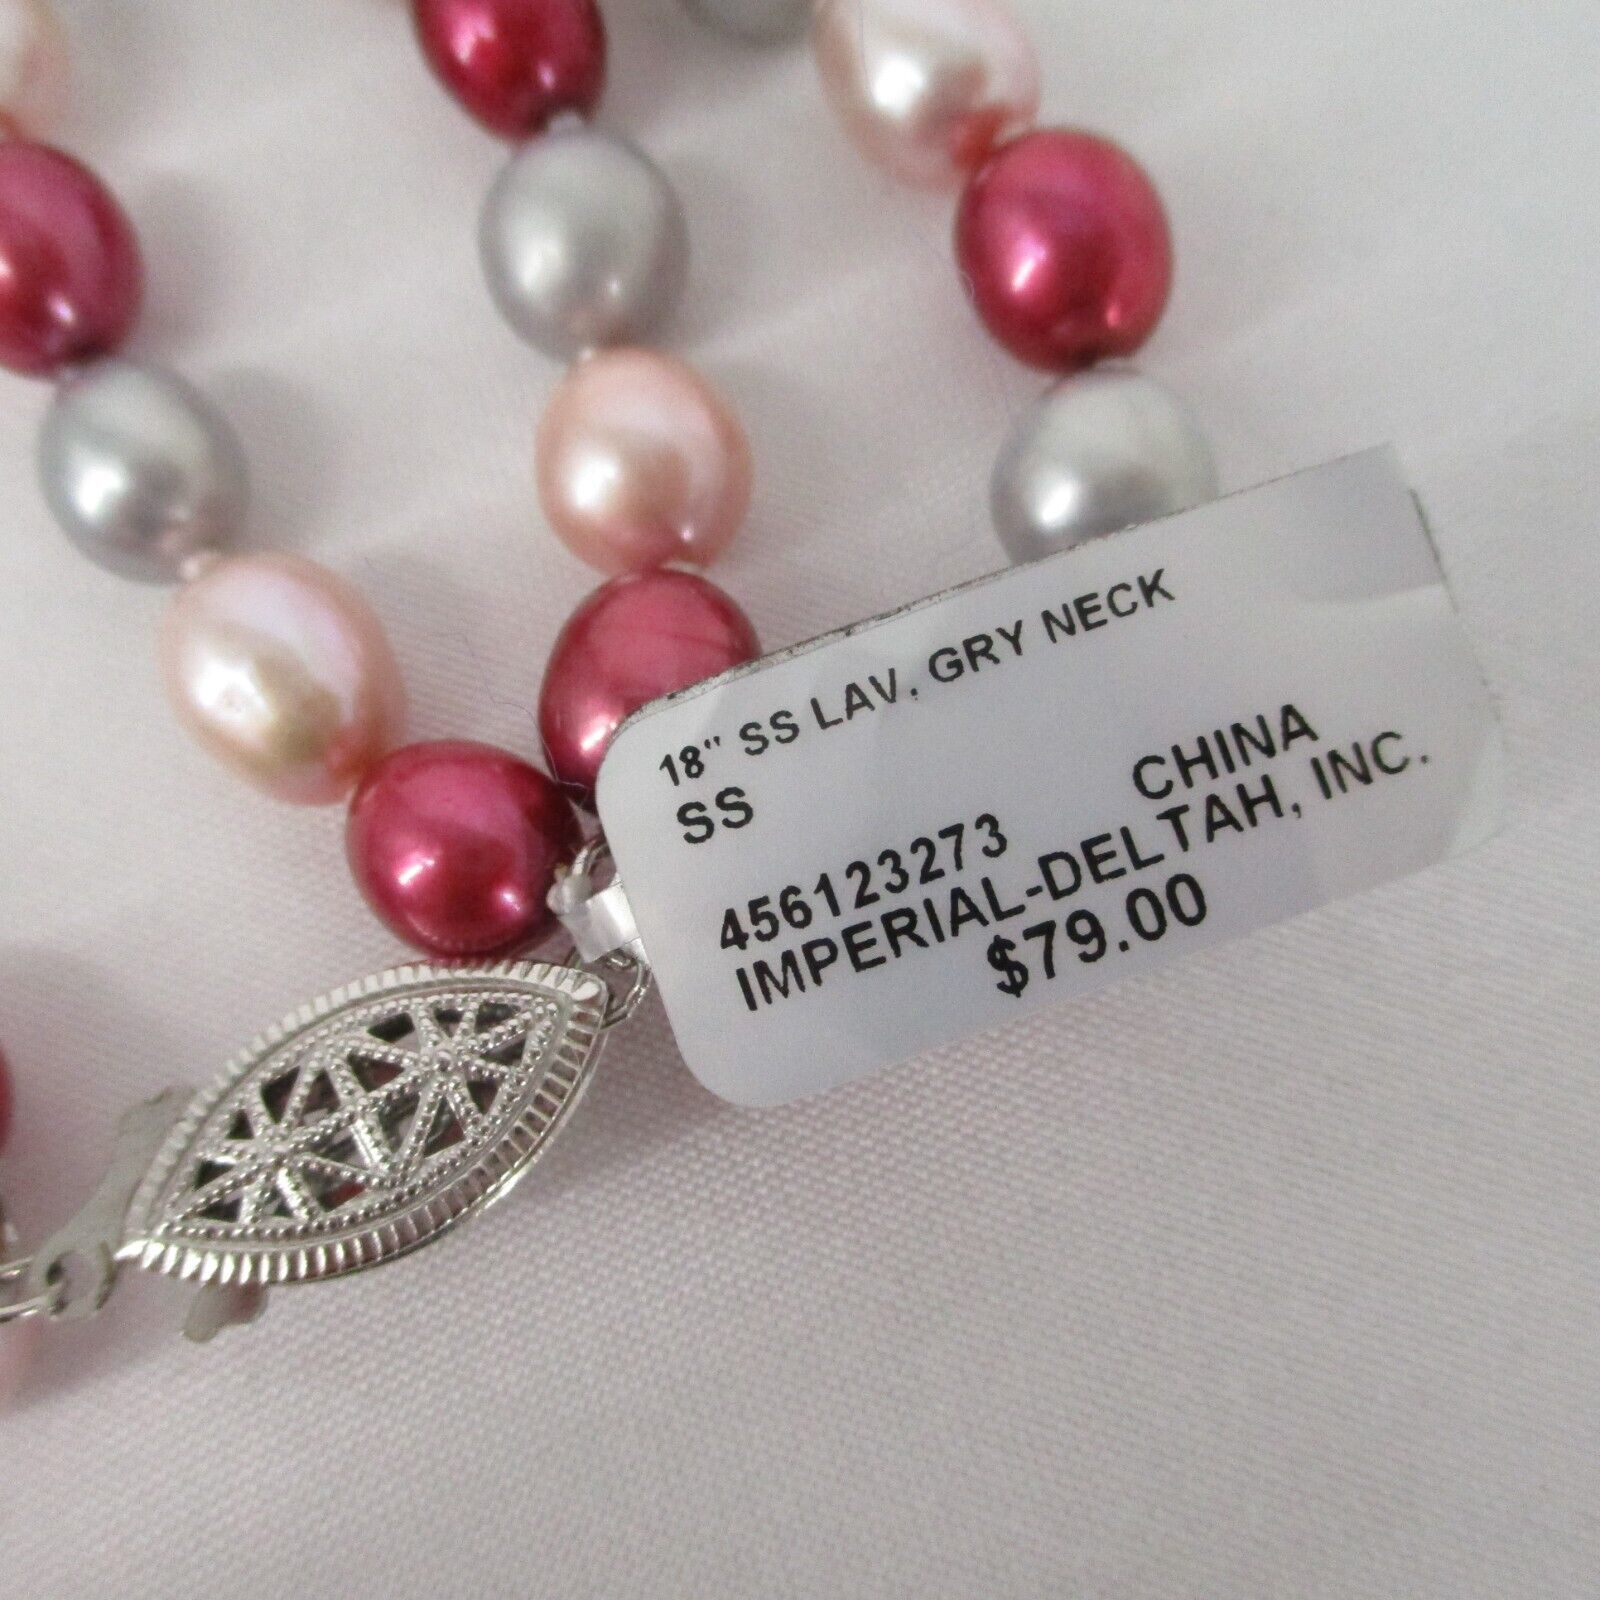 18" SS LAV, GRY NECK
SS
CHINA
456123273
IMPERIAL-DELTAH, INC.
$79.00